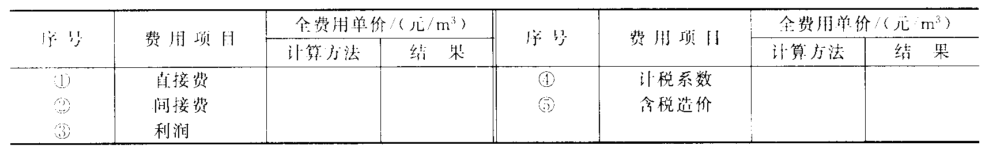 序号 费用项目 全费用单价/(元/m³) 序号 费用项目 全费用单价/(元/m³)
计算方法 结果 计算方法 结果
① 直接费 ④ 计税系数
② 间接费 ⑤ 含税造价
③ 利润